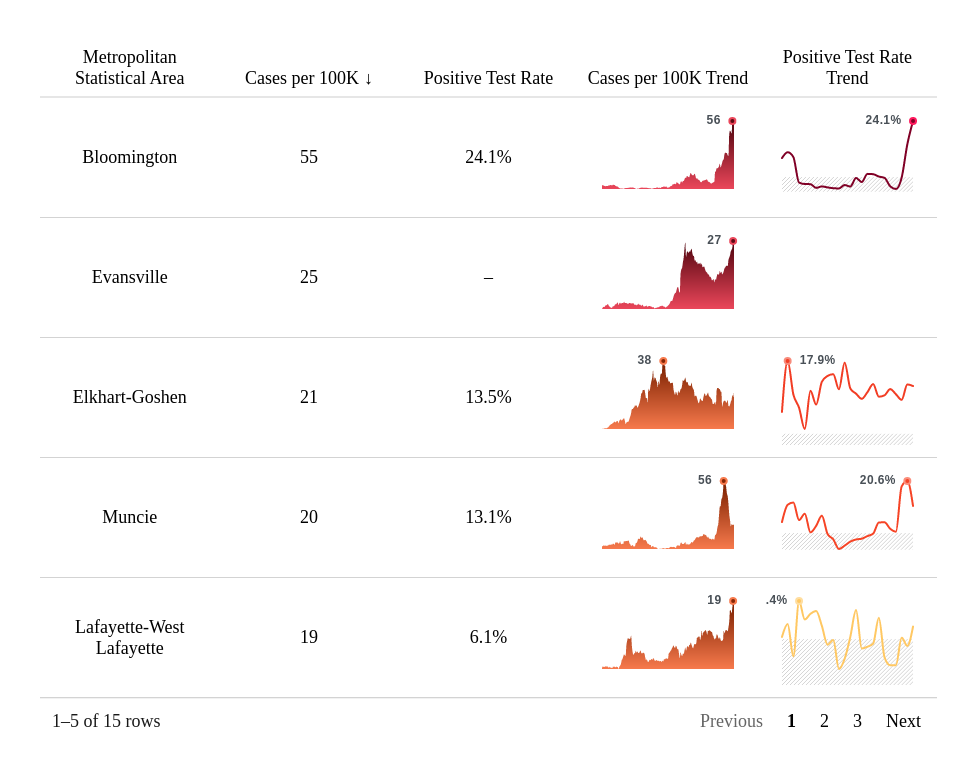 Metropolitan
Statistical Area
Cases per 100K ↓
Positive Test Rate
Cases per 100K Trend
Positive Test Rate
Trend
Bloomington
55
24.1%
56
24.1%
Evansville
25
–
27
Elkhart-Goshen
21
13.5%
38
17.9%
Muncie
20
13.1%
56
20.6%
Lafayette-West
Lafayette
19
6.1%
19
.4%
1–5 of 15 rows
Previous 1 2 3 Next